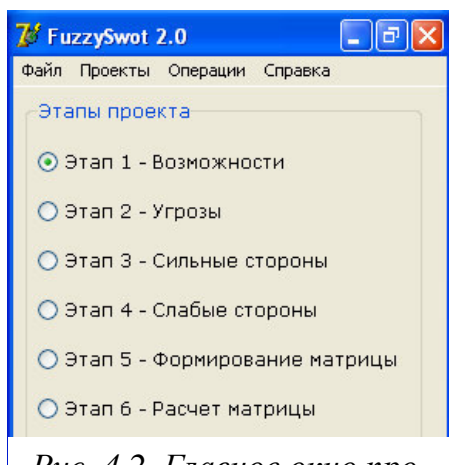 FuzzySwot 2.0
Файл Проекты Операции Справка
Этапы проекта
Этап 1 - Возможности
Этап 2 - Угрозы
Этап 3 - Сильные стороны
Этап 4 - Слабые стороны
Этап 5 - Формирование матрицы
Этап 6 - Расчет матрицы
Рис. 4.2. Главное окно про-